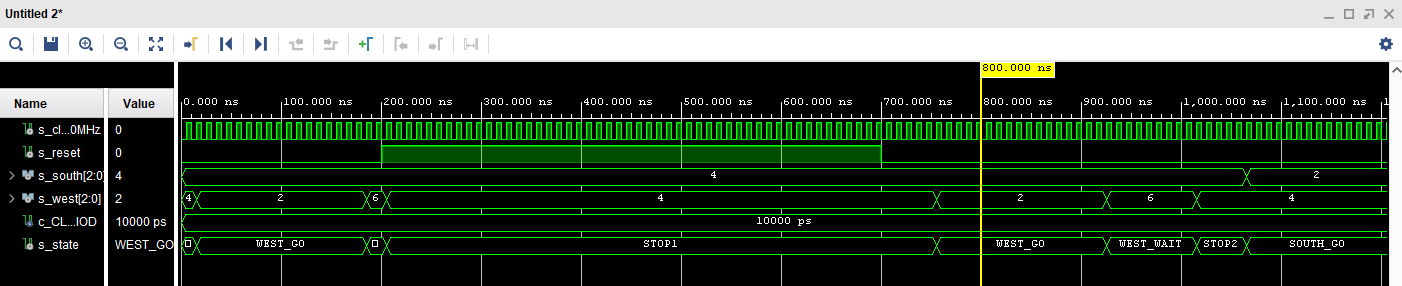 Untitled 2*
800.000 ns
Name Value
0.000 ns 100.000 ns 200.000 ns 300.000 ns 400.000 ns 500.000 ns 600.000 ns 700.000 ns 800.000 ns 900.000 ns 1,000.000 ns 1,100.000 ns 1
s_cl...0MHz 0
s_reset 0
s_south[2:0] 4 4 2
s_west[2:0] 2 4 2 6 4 2 6 4
c_CL...IOD 10000 ps 10000 ps
s_state WEST_GO WEST_GO STOP1 WEST_GO WEST_WAIT STOP2 SOUTH_GO